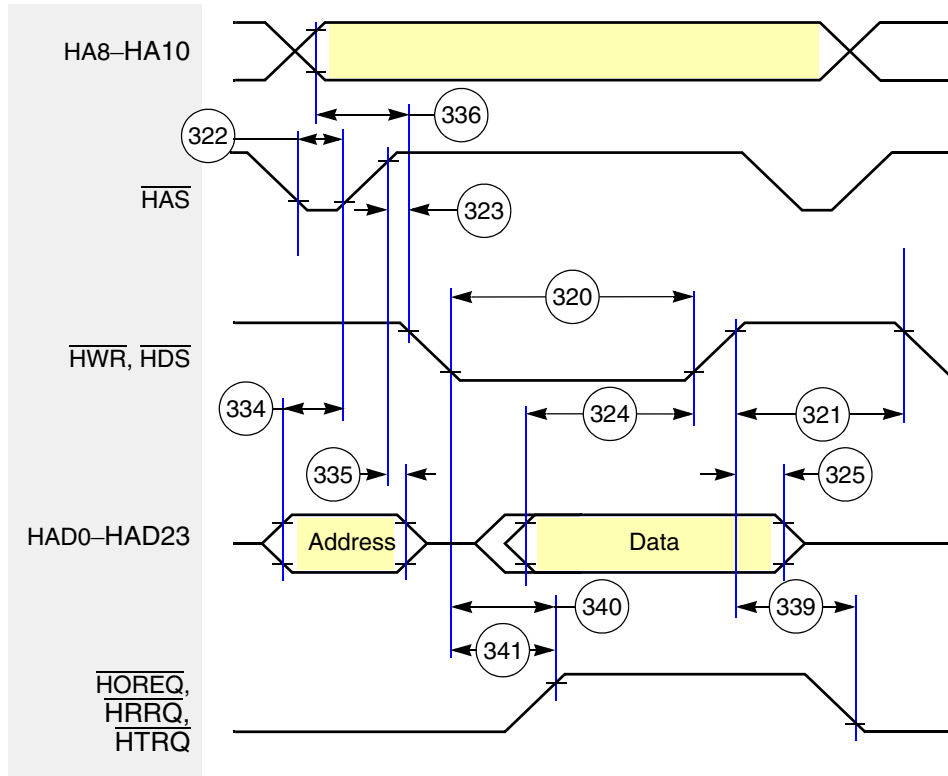 HA8–HA10
336
322
HAS
323
320
HWR, HDS
334
324
321
335
325
HAD0–HAD23
Address
Data
340
339
341
HOREQ,
HRRQ,
HTRQ